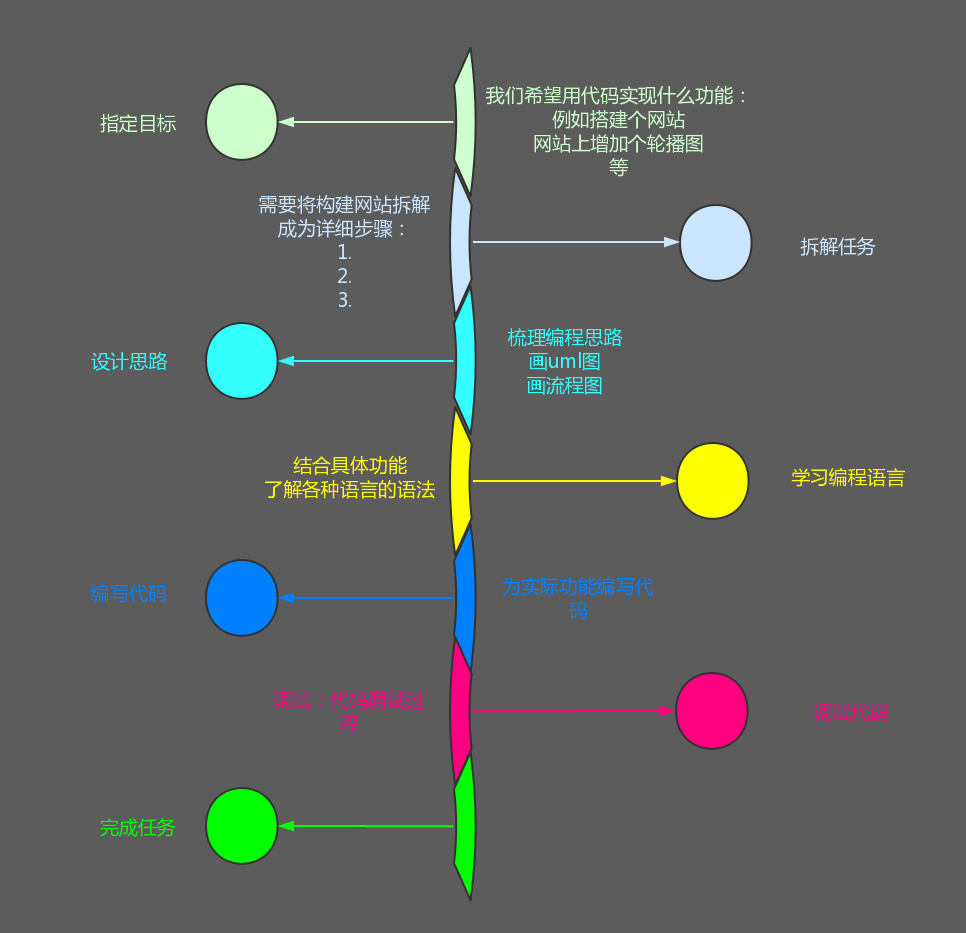 指定目标
我们希望用代码实现什么功能：
例如搭建个网站
网站上增加个轮播图
等
需要将构建网站拆解
成为详细步骤：
1.
2.
3.
拆解任务
设计思路
梳理编程思路
画uml图
画流程图
结合具体功能
了解各种语言的语法
学习编程语言
编写代码
为实际功能编写代
码
调试：代码调试过
程
调试代码
完成任务